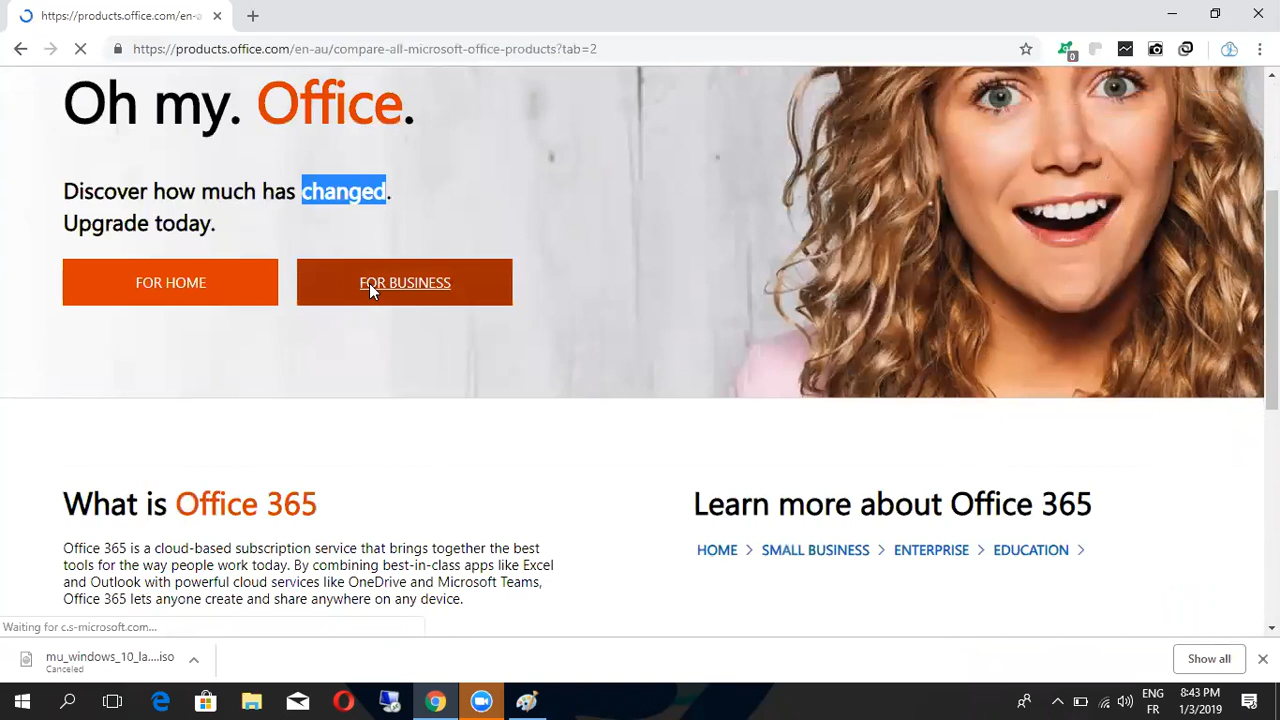 https://products.office.com/en-a
https://products.office.com/en-au/compare-all-microsoft-office-products?tab=2
0
Oh my. Office.
Discover how much has changed.
Upgrade today.
FOR HOME
FOR BUSINESS
What is Office 365
Office 365 is a cloud-based subscription service that brings together the best
tools for the way people work today. By combining best-in-class apps like Excel
and Outlook with powerful cloud services like OneDrive and Microsoft Teams,
Office 365 lets anyone create and share anywhere on any device.
Learn more about Office 365
HOME > SMALL BUSINESS > ENTERPRISE > EDUCATION >
Waiting for c.s-microsoft.com...
mu_windows_10_la....iso
Canceled
Show all
ENG
FR
8:43 PM
1/3/2019